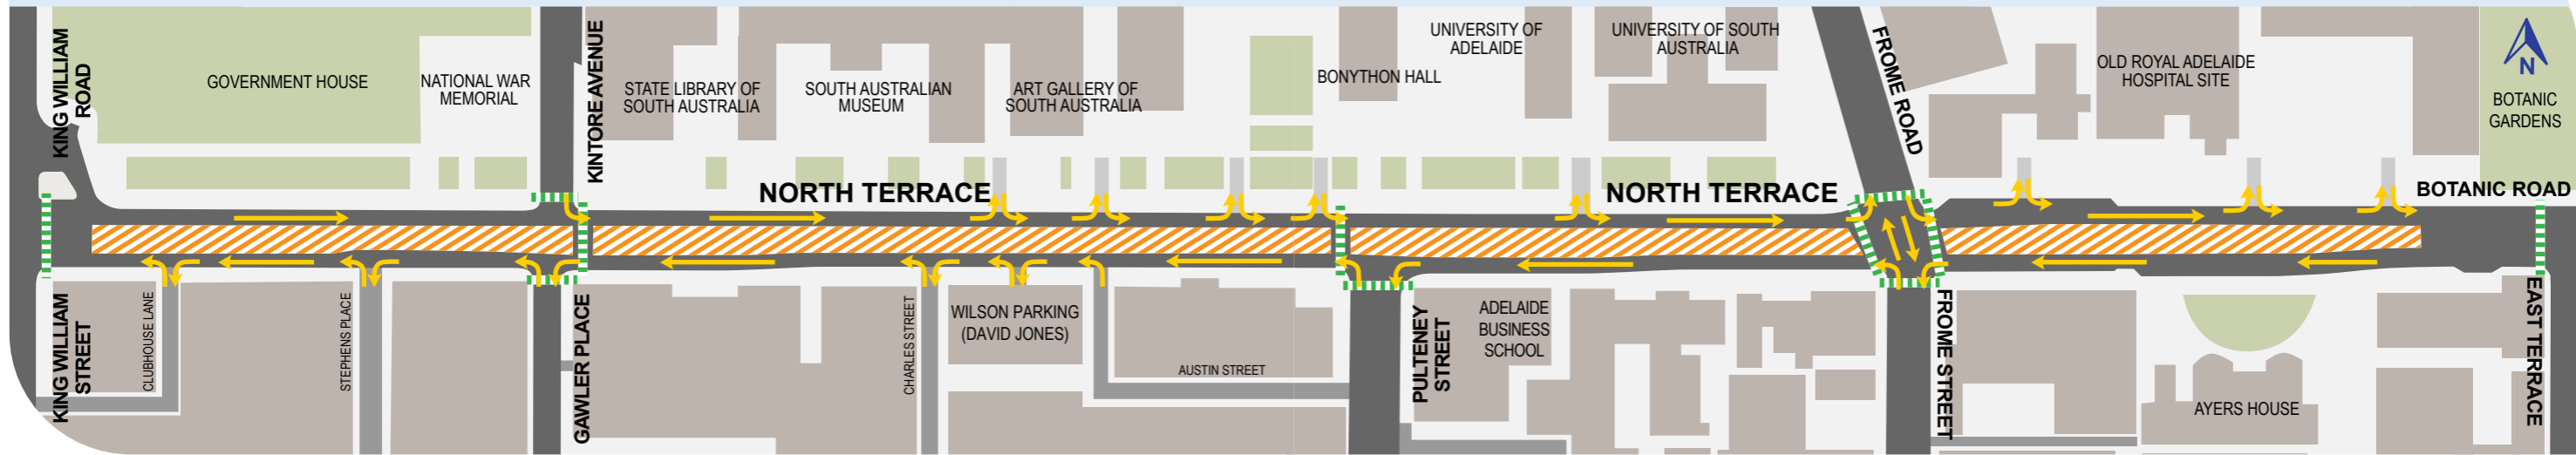 KING WILLIAM
ROAD
GOVERNMENT HOUSE
NATIONAL WAR
MEMORIAL
KINTORE AVENUE
STATE LIBRARY OF
SOUTH AUSTRALIA
SOUTH AUSTRALIAN
MUSEUM
ART GALLERY OF
SOUTH AUSTRALIA
BONYTHON HALL
UNIVERSITY OF
ADELAIDE
UNIVERSITY OF SOUTH
AUSTRALIA
FROME ROAD
OLD ROYAL ADELAIDE
HOSPITAL SITE
N
BOTANIC
GARDENS
NORTH TERRACE
NORTH TERRACE
BOTANIC ROAD
KING WILLIAM
STREET
CLUBHOUSE LANE
STEPHENS PLACE
GAWLER PLACE
CHARLES STREET
WILSON PARKING
(DAVID JONES)
AUSTIN STREET
PULTENEY
STREET
ADELAIDE
BUSINESS
SCHOOL
FROME STREET
AYERS HOUSE
EAST TERRACE